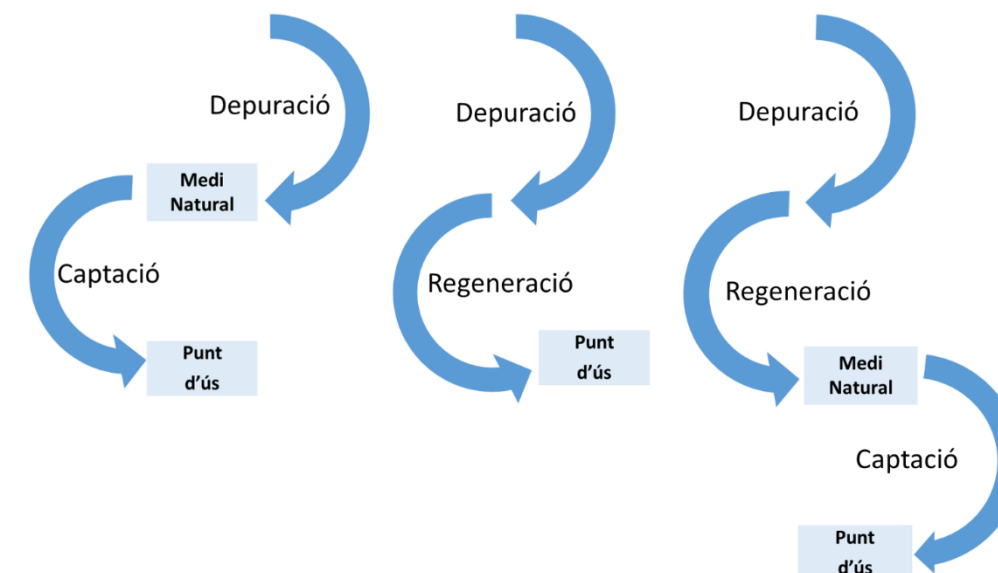 Depuració
Medi
Natural
Captació
Punt
d’ús
Depuració
Regeneració
Punt
d’ús
Depuració
Regeneració
Medi
Natural
Captació
Punt
d’ús